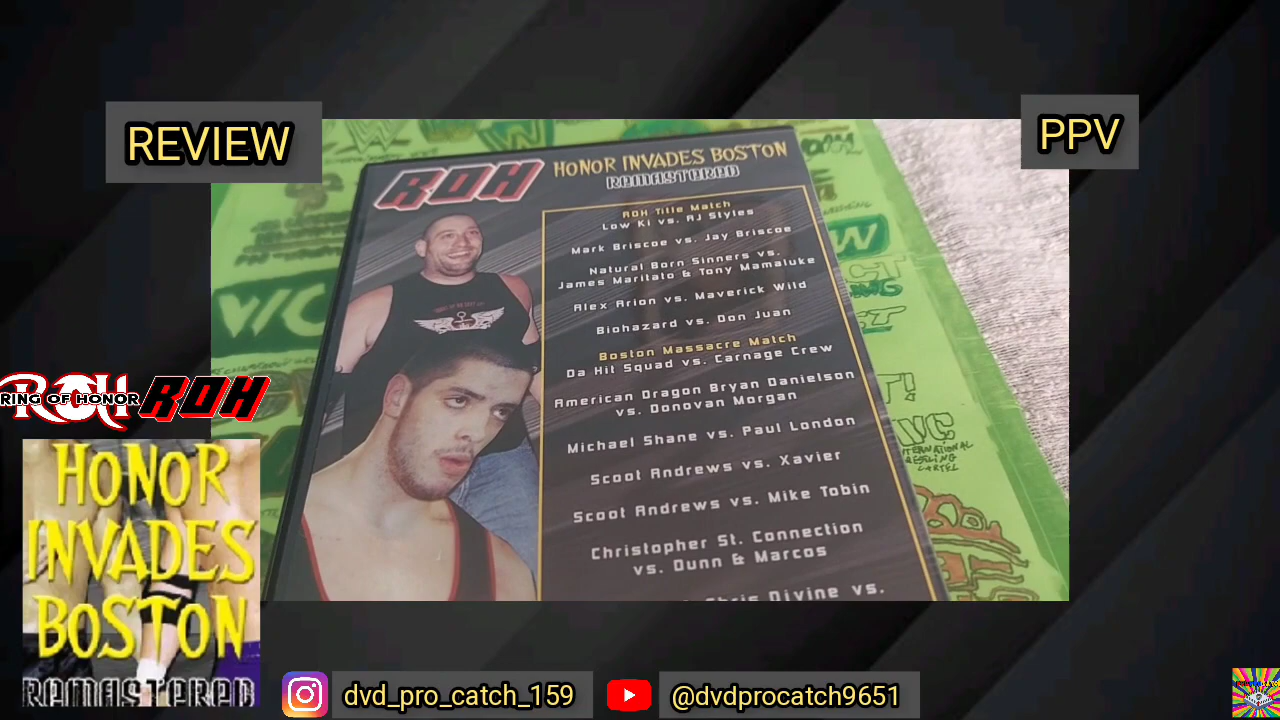 REVIEW
PPV
ROH
HONOR INVADES BOSTON
REMASTERED
ROH Title Match
Low Ki vs. AJ Styles
Mark Briscoe vs. Jay Briscoe
Natural Born Sinners vs.
James Maritato & Tony Mamaluke
Alex Arion vs. Maverick Wild
Biohazard vs. Don Juan
Boston Massacre Match
Da Hit Squad vs. Carnage Crew
American Dragon Bryan Danielson
vs. Donovan Morgan
Michael Shane vs. Paul London
Scoot Andrews vs. Xavier
Scoot Andrews vs. Mike Tobin
Christopher St. Connection
vs. Dunn & Marcos
Chris Divine vs.
ROH
RING OF HONOR
ROH
HONOR
INVADES
BOSTON
REMASTERED
dvd_pro_catch_159
@dvdprocatch9651